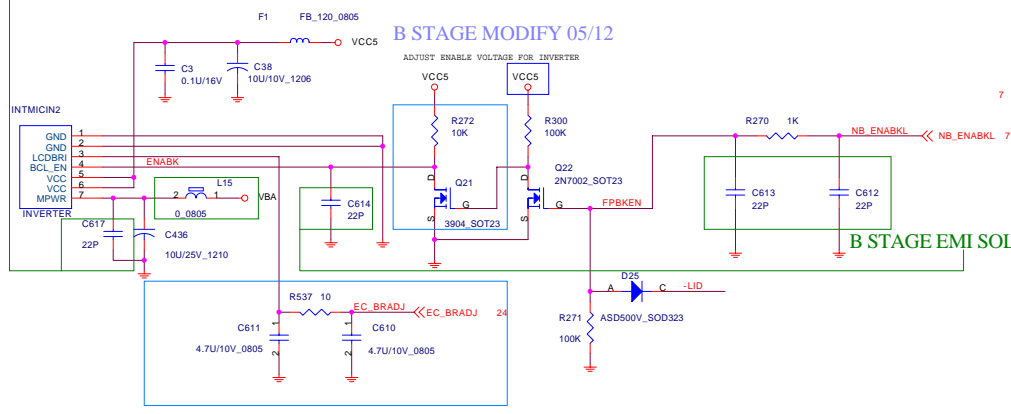 F1 FB_120_0805
B STAGE MODIFY 05/12
VCC5
ADJUST ENABLE VOLTAGE FOR INVERTER
C3
0.1U/16V
C38
10U/10V_1206
VCC5
VCC5
7
INTMICIN2
R272
10K
R300
100K
R270 1K
NB_ENABKL
NB_ENABKL 7
GND 1
GND 2
LCDBRI 3
BCL_EN 4
VCC 5
VCC 6
MPWR 7
INVERTER
ENABK
L15
2 1
0_0805
VBA
D
Q21
G
S
3904_SOT23
D
Q22
2N7002_SOT23
G
S
FPBKEN
C614
22P
C613
22P
C612
22P
C617
22P
C436
10U/25V_1210
B STAGE EMI SOL
D25
A C
-LID
ASD500V_SOD323
R271
100K
R537 10
EC_BRADJ
EC_BRADJ 24
C611
1
2
4.7U/10V_0805
C610
1
2
4.7U/10V_0805